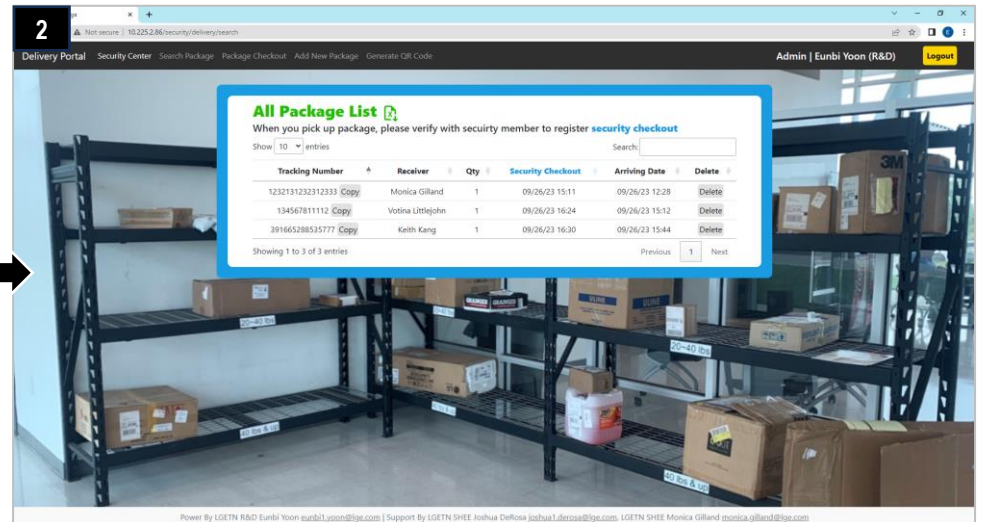 2
Not secure | 10.225.2.86/security/delivery/search
Delivery Portal Security Center Search Package Package Checkout Add New Package Generate QR Code Admin | Eunbi Yoon (R&D) Logout
All Package List
When you pick up package, please verify with secuirty member to register security checkout
Show 10 entries Search:
Tracking Number Receiver Qty Security Checkout Arriving Date Delete
1232131232312333 Copy Monica Gilland 1 09/26/23 15:11 09/26/23 12:28 Delete
134567811112 Copy Votina Littlejohn 1 09/26/23 16:24 09/26/23 15:12 Delete
391665288535777 Copy Keith Kang 1 09/26/23 16:30 09/26/23 15:44 Delete
Showing 1 to 3 of 3 entries Previous 1 Next
3M
GRAINGER GRAINGER
ULINE ULINE
20~40 lbs
20~40 lbs
40 lbs & up
40 lbs & up
Power By LGETN R&D Eunbi Yoon eunbi1.yoon@lge.com | Support By LGETN SHEE Joshua DeRosa joshua1.derosa@lge.com, LGETN SHEE Monica Gilland monica.gilland@lge.com